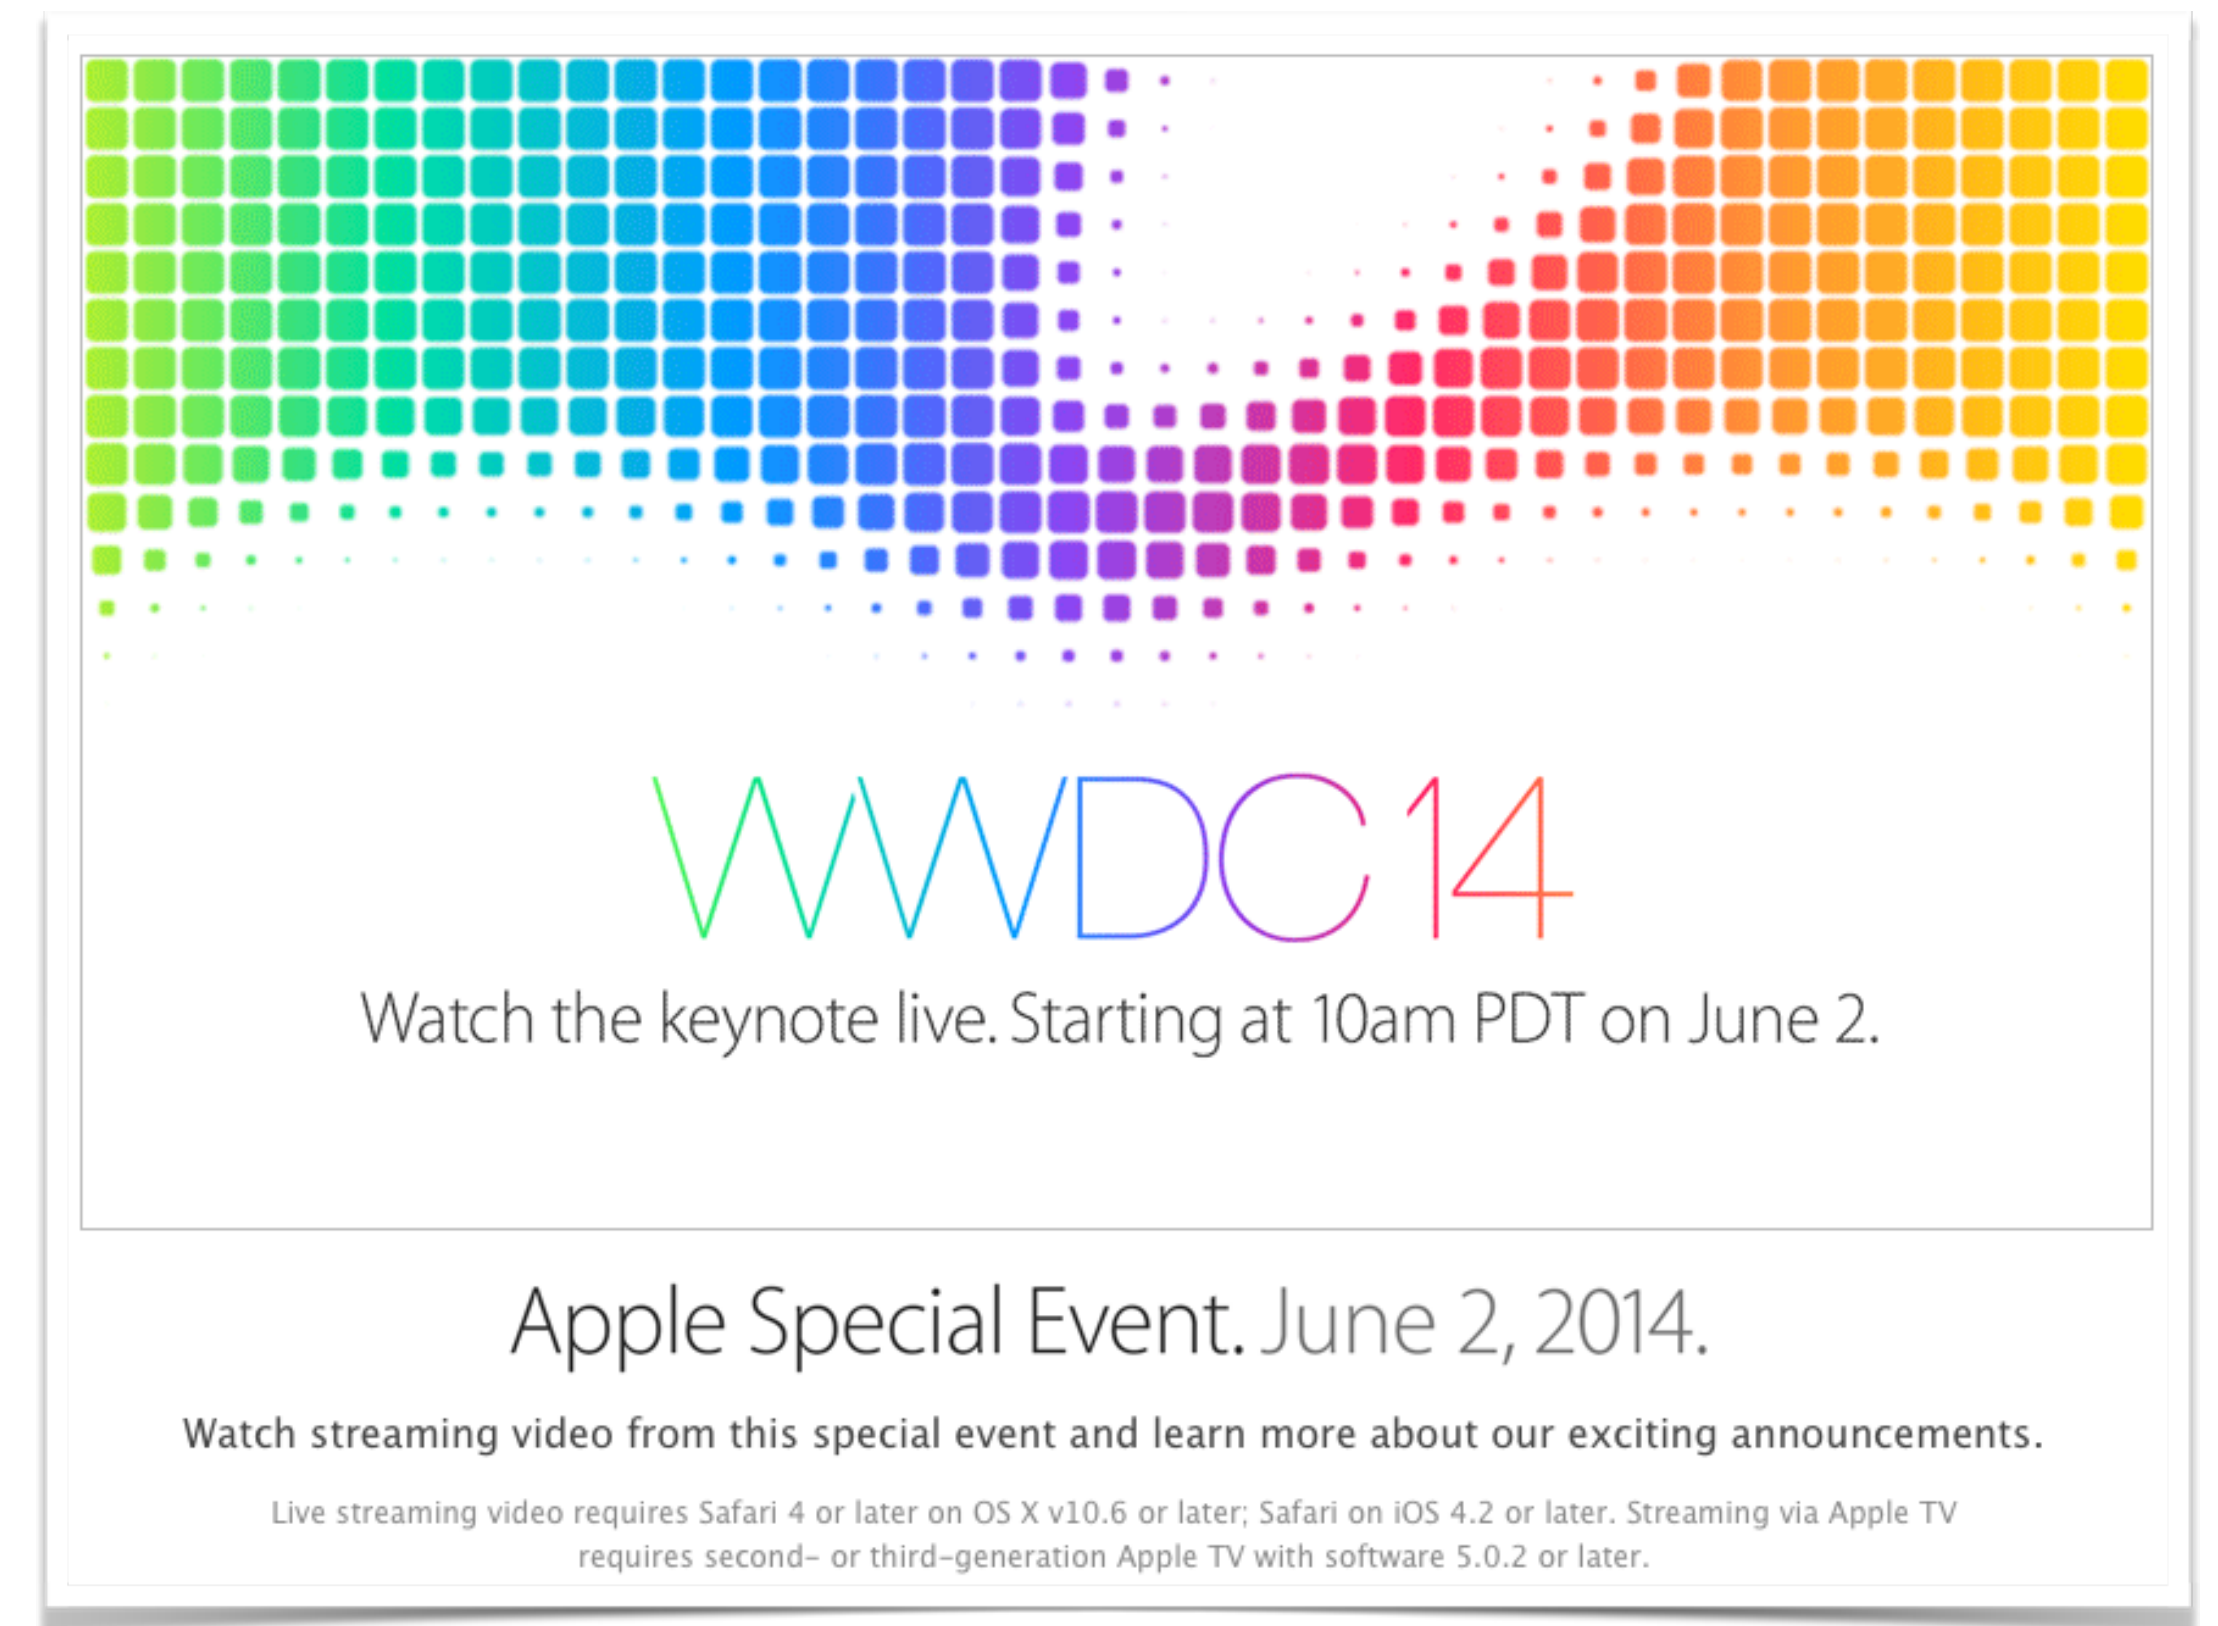 WWDC14
Watch the keynote live. Starting at 10am PDT on June 2.
Apple Special Event. June 2, 2014.
Watch streaming video from this special event and learn more about our exciting announcements.
Live streaming video requires Safari 4 or later on OS X v10.6 or later; Safari on iOS 4.2 or later. Streaming via Apple TV
requires second- or third-generation Apple TV with software 5.0.2 or later.